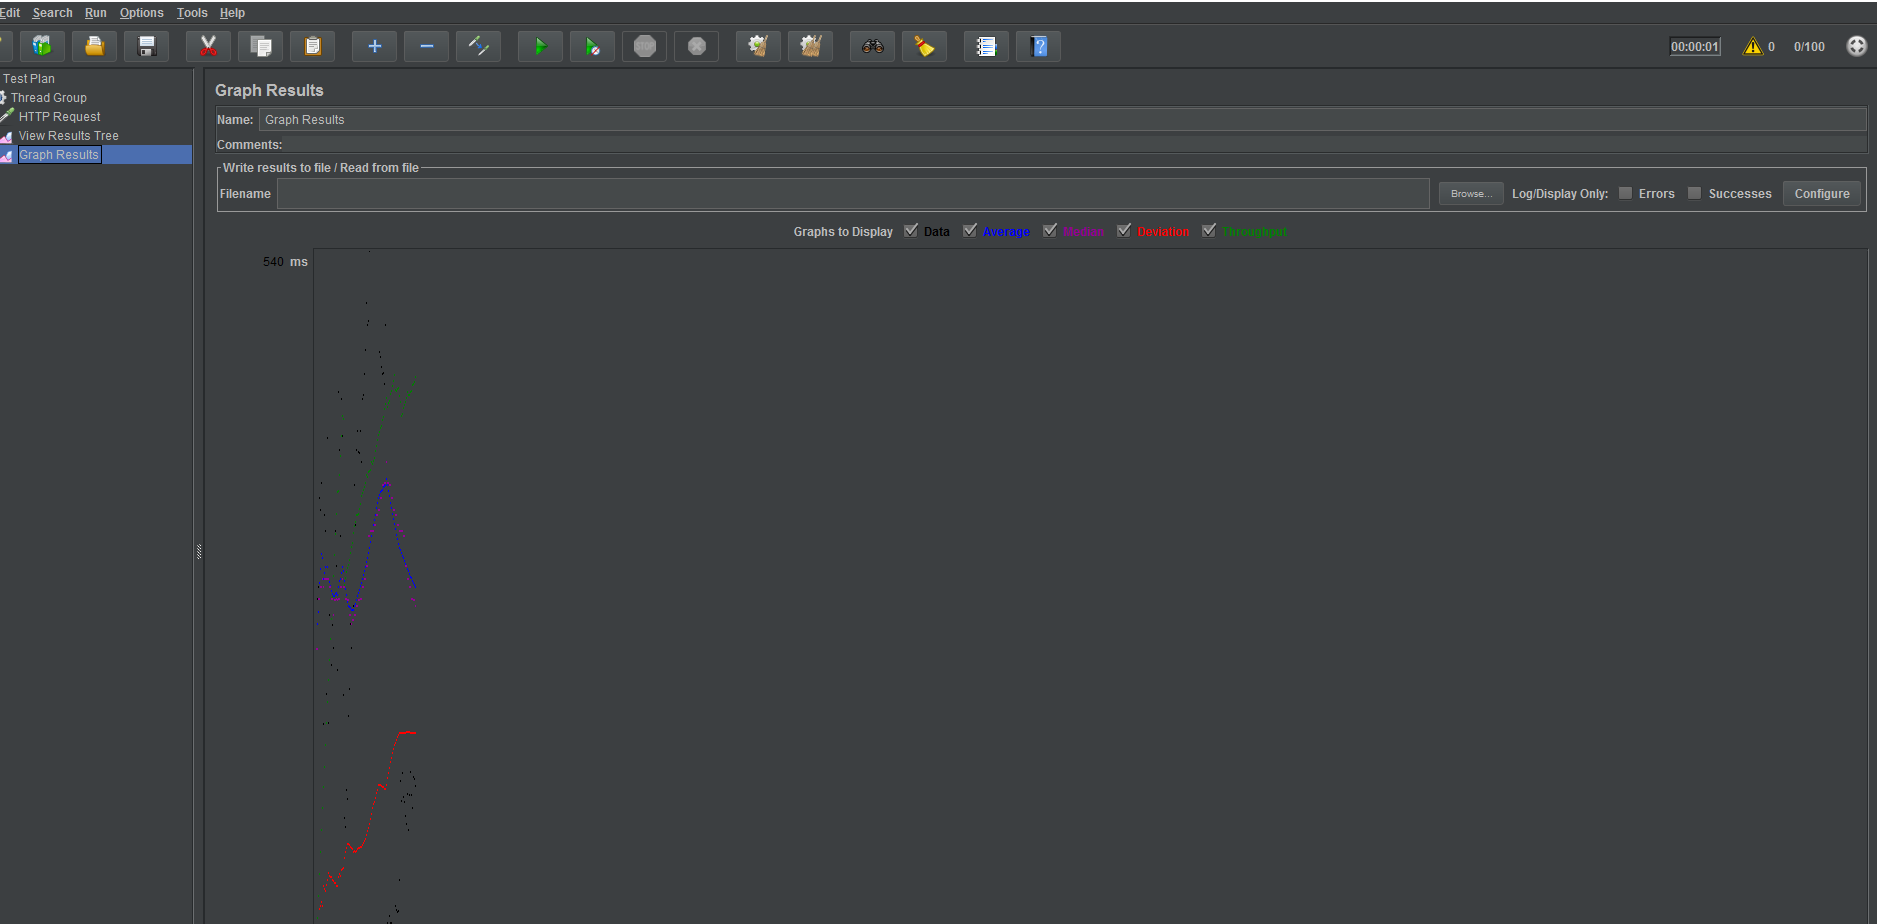 Edit Search Run Options Tools Help
STOP
00:00:01 0 0/100
Test Plan
Thread Group
HTTP Request
View Results Tree
Graph Results
Graph Results
Name: Graph Results
Comments:
Write results to file / Read from file
Filename Browse... Log/Display Only: Errors Successes Configure
Graphs to Display Data Average Median Deviation Throughput
540 ms